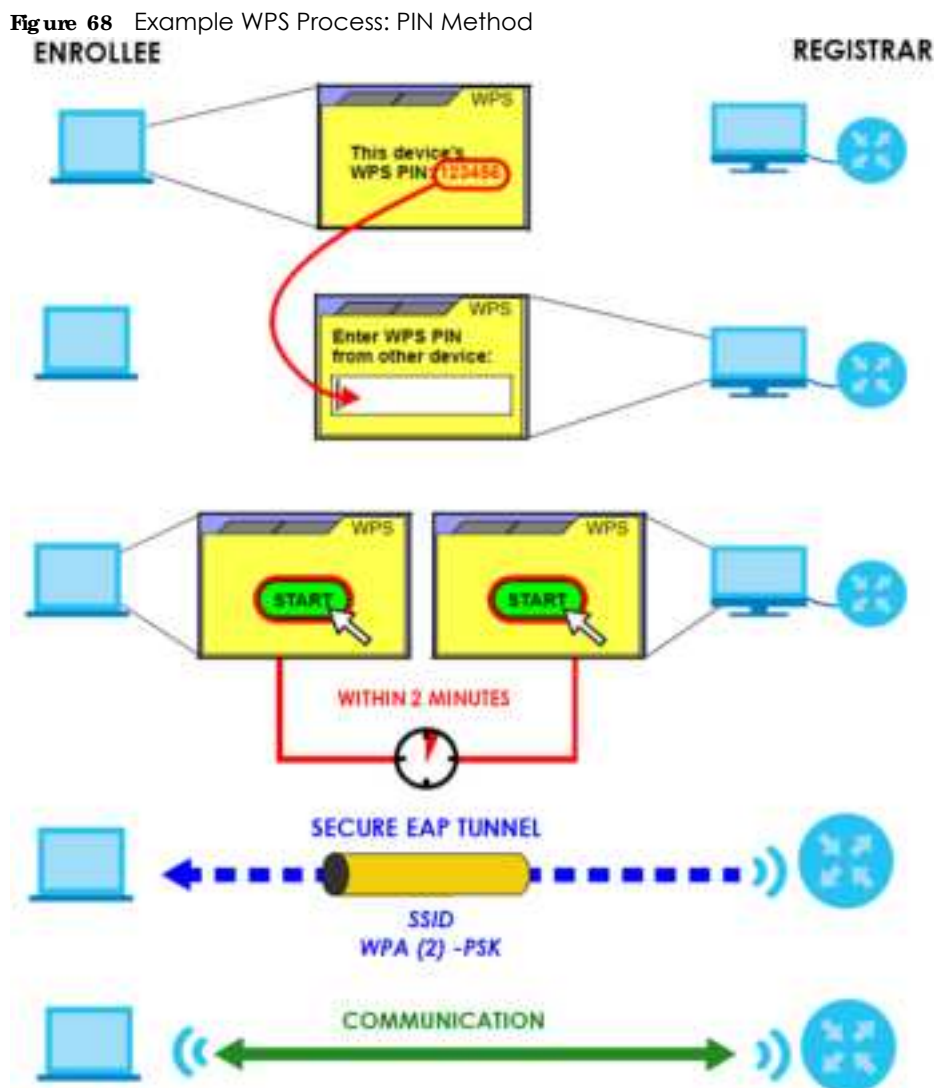 Figure 68 Example WPS Process: PIN Method
ENROLLEE
REGISTRAR
WPS
This device's
WPS PIN: 123456
WPS
Enter WPS PIN
from other device:
WPS
WPS
START
START
WITHIN 2 MINUTES
SECURE EAP TUNNEL
SSID
WPA (2) -PSK
COMMUNICATION